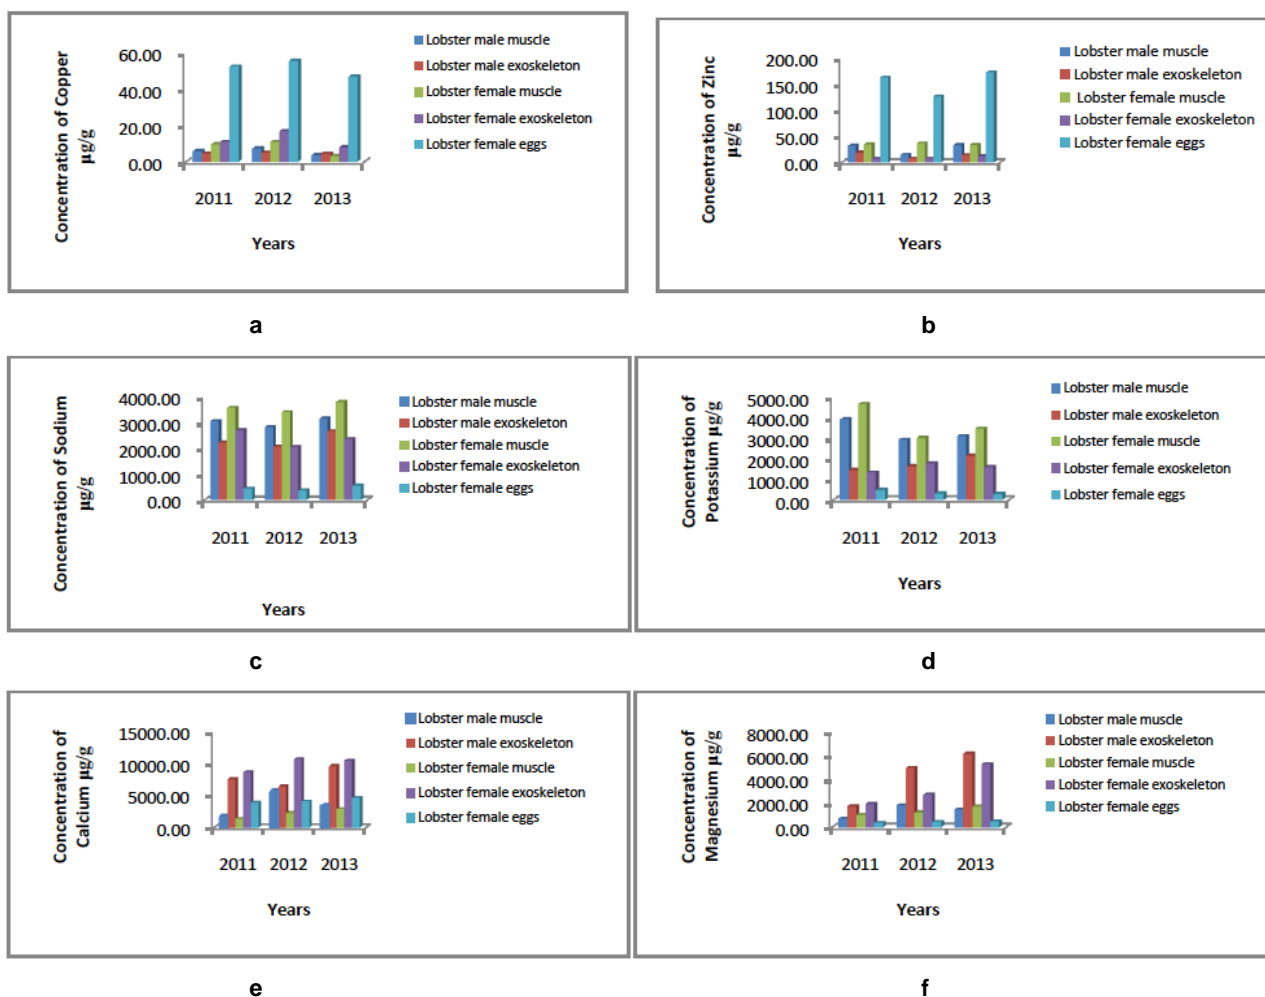 Concentration of Copper
µg/g
60.00
40.00
20.00
0.00
2011 2012 2013
Years
Lobster male muscle
Lobster male exoskeleton
Lobster female muscle
Lobster female exoskeleton
Lobster female eggs
a
Concentration of Zinc
µg/g
200.00
150.00
100.00
50.00
0.00
2011 2012 2013
Years
Lobster male muscle
Lobster male exoskeleton
Lobster female muscle
Lobster female exoskeleton
Lobster female eggs
b
Concentration of Sodium
µg/g
4000.00
3000.00
2000.00
1000.00
0.00
2011 2012 2013
Years
Lobster male muscle
Lobster male exoskeleton
Lobster female muscle
Lobster female exoskeleton
Lobster female eggs
c
Concentration of
Potassium µg/g
5000.00
4000.00
3000.00
2000.00
1000.00
0.00
2011 2012 2013
Years
Lobster male muscle
Lobster male exoskeleton
Lobster female muscle
Lobster female exoskeleton
Lobster female eggs
d
Concentration of
Calcium µg/g
15000.00
10000.00
5000.00
0.00
2011 2012 2013
Years
Lobster male muscle
Lobster male exoskeleton
Lobster female muscle
Lobster female exoskeleton
Lobster female eggs
e
Concentration of
Magnesium µg/g
8000.00
6000.00
4000.00
2000.00
0.00
2011 2012 2013
Years
Lobster male muscle
Lobster male exoskeleton
Lobster female muscle
Lobster female exoskeleton
Lobster female eggs
f